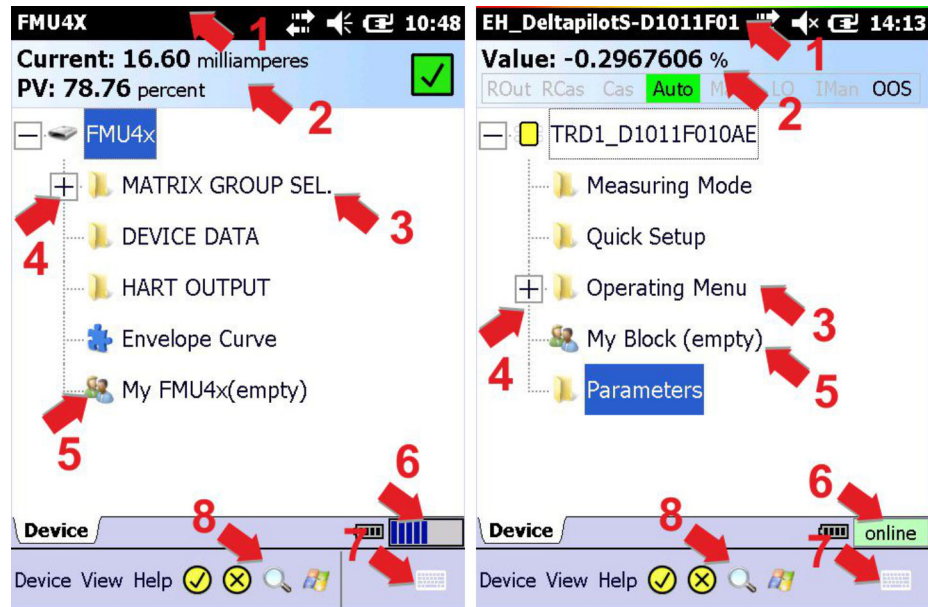 FMU4X
10:48
1
Current: 16.60 milliamperes
PV: 78.76 percent
2
FMU4x
MATRIX GROUP SEL.
3
4
DEVICE DATA
HART OUTPUT
Envelope Curve
My FMU4x(empty)
5
6
8
Device
7
Device View Help
EH_DeltapilotS-D1011F01
14:13
1
Value: -0.2967606 %
ROut RCas Cas Auto LO IMan OOS
2
TRD1_D1011F010AE
Measuring Mode
Quick Setup
Operating Menu
3
4
My Block (empty)
5
Parameters
6
8
Device
online
7
Device View Help